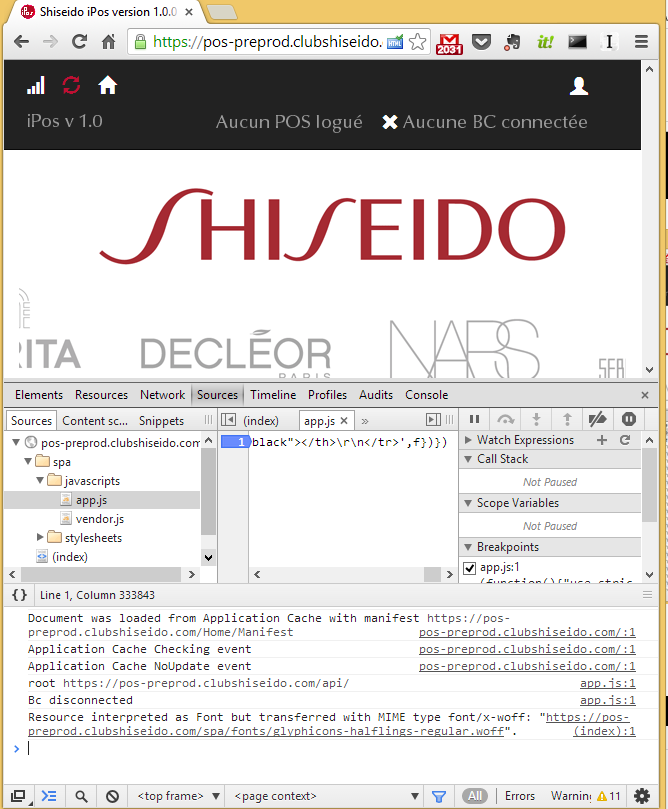 Shiseido iPos version 1.0.0
https://pos-preprod.clubshiseido.
2031
it!
I
iPos v 1.0
Aucun POS logué
Aucune BC connectée
SHISEIDO
RITA
DECLÉOR
PARIS
NARS
Elements Resources Network Sources Timeline Profiles Audits Console
Sources Content sc... Snippets
(index) app.js
pos-preprod.clubshiseido.com
spa
javascripts
app.js
vendor.js
stylesheets
(index)
1 black"></th>\r\n</tr>',f})})
Watch Expressions
Call Stack
Not Paused
Scope Variables
Not Paused
Breakpoints
app.js:1
(function(){"use stric
{} Line 1, Column 333843
Document was loaded from Application Cache with manifest https://pos-
preprod.clubshiseido.com/Home/Manifest pos-preprod.clubshiseido.com/:1
Application Cache Checking event pos-preprod.clubshiseido.com/:1
Application Cache NoUpdate event pos-preprod.clubshiseido.com/:1
root https://pos-preprod.clubshiseido.com/api/ app.js:1
Bc disconnected app.js:1
Resource interpreted as Font but transferred with MIME type font/x-woff: "https://pos-
preprod.clubshiseido.com/spa/fonts/glyphicons-halflings-regular.woff". (index):1
<top frame> <page context> All Errors Warnin 11